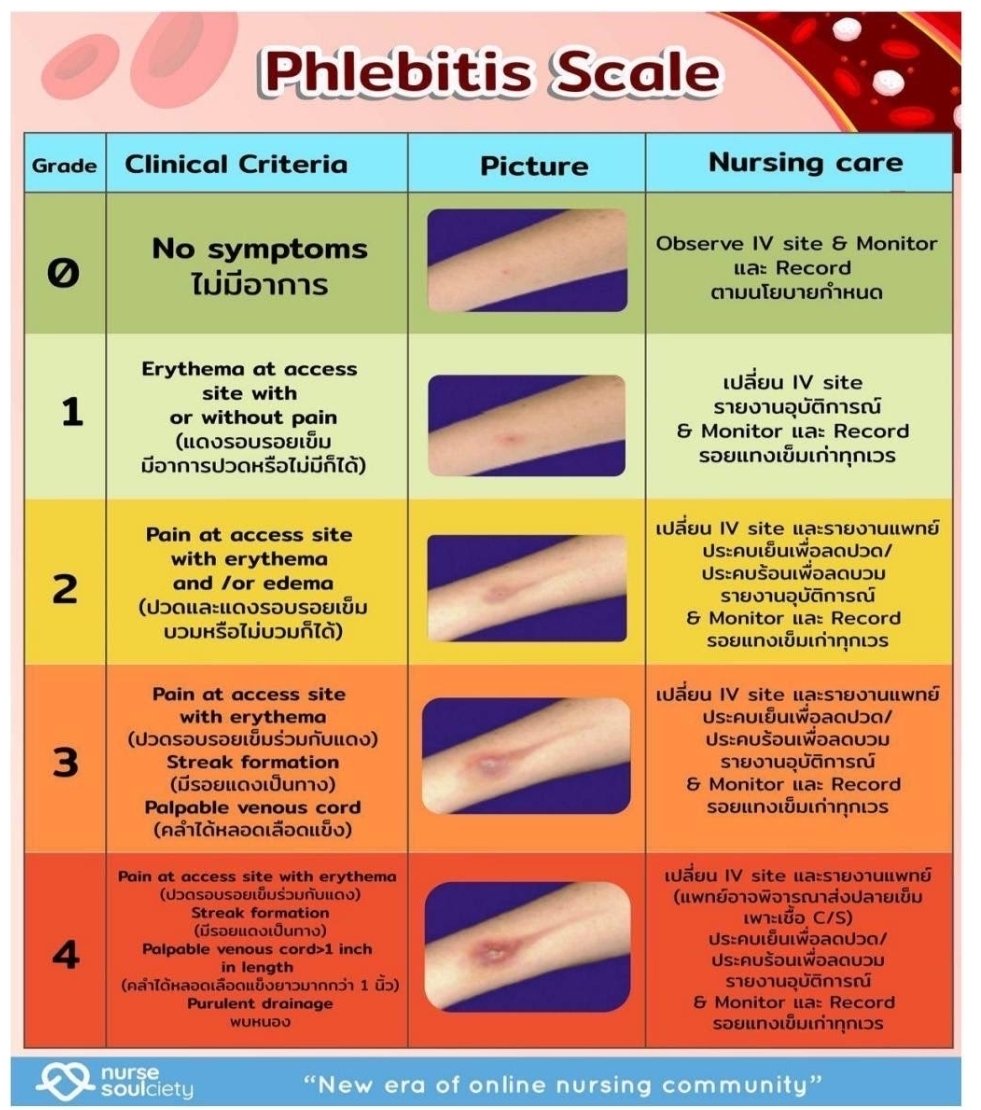 Phlebitis Scale
Grade
Clinical Criteria
Picture
Nursing care
0
No symptoms
ไม่มีอาการ
Observe IV site & Monitor
และ Record
ตามนโยบายกำหนด
1
Erythema at access
site with
or without pain
(แดงรอบรอยเข็ม
มีอาการปวดหรือไม่มีก็ได้)
เปลี่ยน IV site
รายงานอุบัติการณ์
& Monitor และ Record
รอยแทงเข็มเก่าทุกเวร
2
Pain at access site
with erythema
and /or edema
(ปวดและแดงรอบรอยเข็ม
บวมหรือไม่บวมก็ได้)
เปลี่ยน IV site และรายงานแพทย์
ประคบเย็นเพื่อลดปวด/
ประคบร้อนเพื่อลดบวม
รายงานอุบัติการณ์
& Monitor และ Record
รอยแทงเข็มเก่าทุกเวร
3
Pain at access site
with erythema
(ปวดรอบรอยเข็มร่วมกับแดง)
Streak formation
(มีรอยแดงเป็นทาง)
Palpable venous cord
(คลำได้หลอดเลือดแข็ง)
เปลี่ยน IV site และรายงานแพทย์
ประคบเย็นเพื่อลดปวด/
ประคบร้อนเพื่อลดบวม
รายงานอุบัติการณ์
& Monitor และ Record
รอยแทงเข็มเก่าทุกเวร
4
Pain at access site with erythema
(ปวดรอบรอยเข็มร่วมกับแดง)
Streak formation
(มีรอยแดงเป็นทาง)
Palpable venous cord>1 inch
in length
(คลำได้หลอดเลือดแข็งยาวมากกว่า 1 นิ้ว)
Purulent drainage
พบหนอง
เปลี่ยน IV site และรายงานแพทย์
(แพทย์อาจพิจารณาส่งปลายเข็ม
เพาะเชื้อ C/S)
ประคบเย็นเพื่อลดปวด/
ประคบร้อนเพื่อลดบวม
รายงานอุบัติการณ์
& Monitor และ Record
รอยแทงเข็มเก่าทุกเวร
nurse
soulciety
“New era of online nursing community”